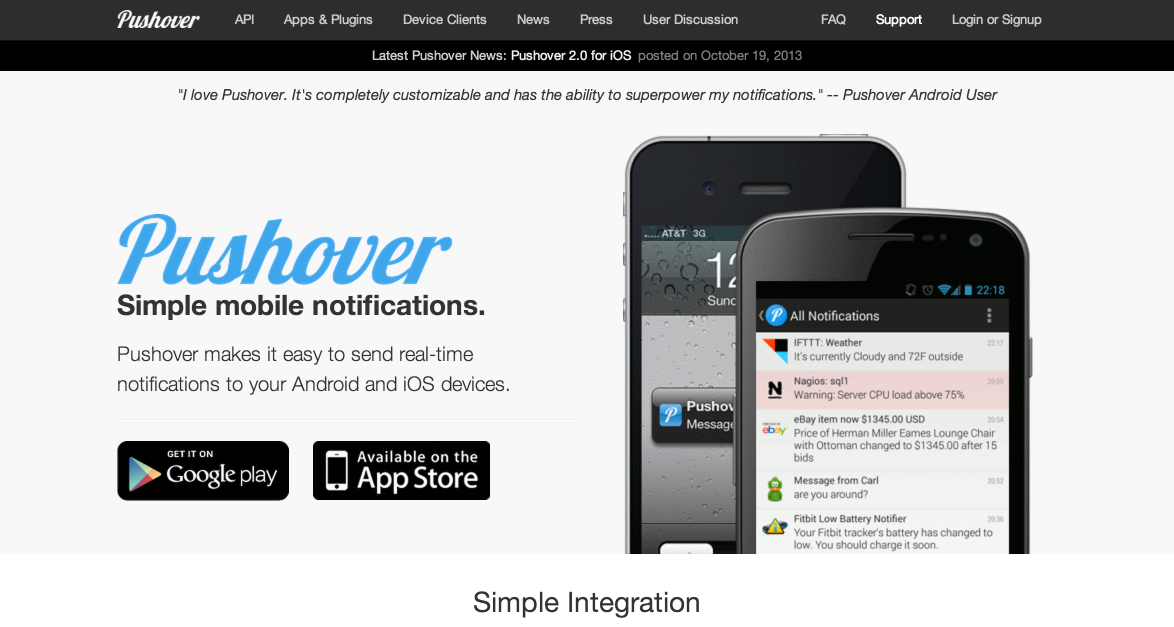 Pushover API Apps & Plugins Device Clients News Press User Discussion FAQ Support Login or Signup
Latest Pushover News: Pushover 2.0 for iOS posted on October 19, 2013
"I love Pushover. It's completely customizable and has the ability to superpower my notifications." -- Pushover Android User
Pushover
Simple mobile notifications.
Pushover makes it easy to send real-time
notifications to your Android and iOS devices.
GET IT ON
Google play
Available on the
App Store
..... AT&T 3G
12
Sund
Pushov
Message
22:18
All Notifications
IFTTT: Weather 22:17
It's currently Cloudy and 72F outside
Nagios: sql1 20:55
Warning: Server CPU load above 75%
eBay item now $1345.00 USD 20:54
ebay
Price of Herman Miller Eames Lounge Chair
with Ottoman changed to $1345.00 after 15
bids
Message from Carl 20:52
are you around?
Fitbit Low Battery Notifier 20:36
Your Fitbit tracker's battery has changed to
low. You should charge it soon.
Simple Integration